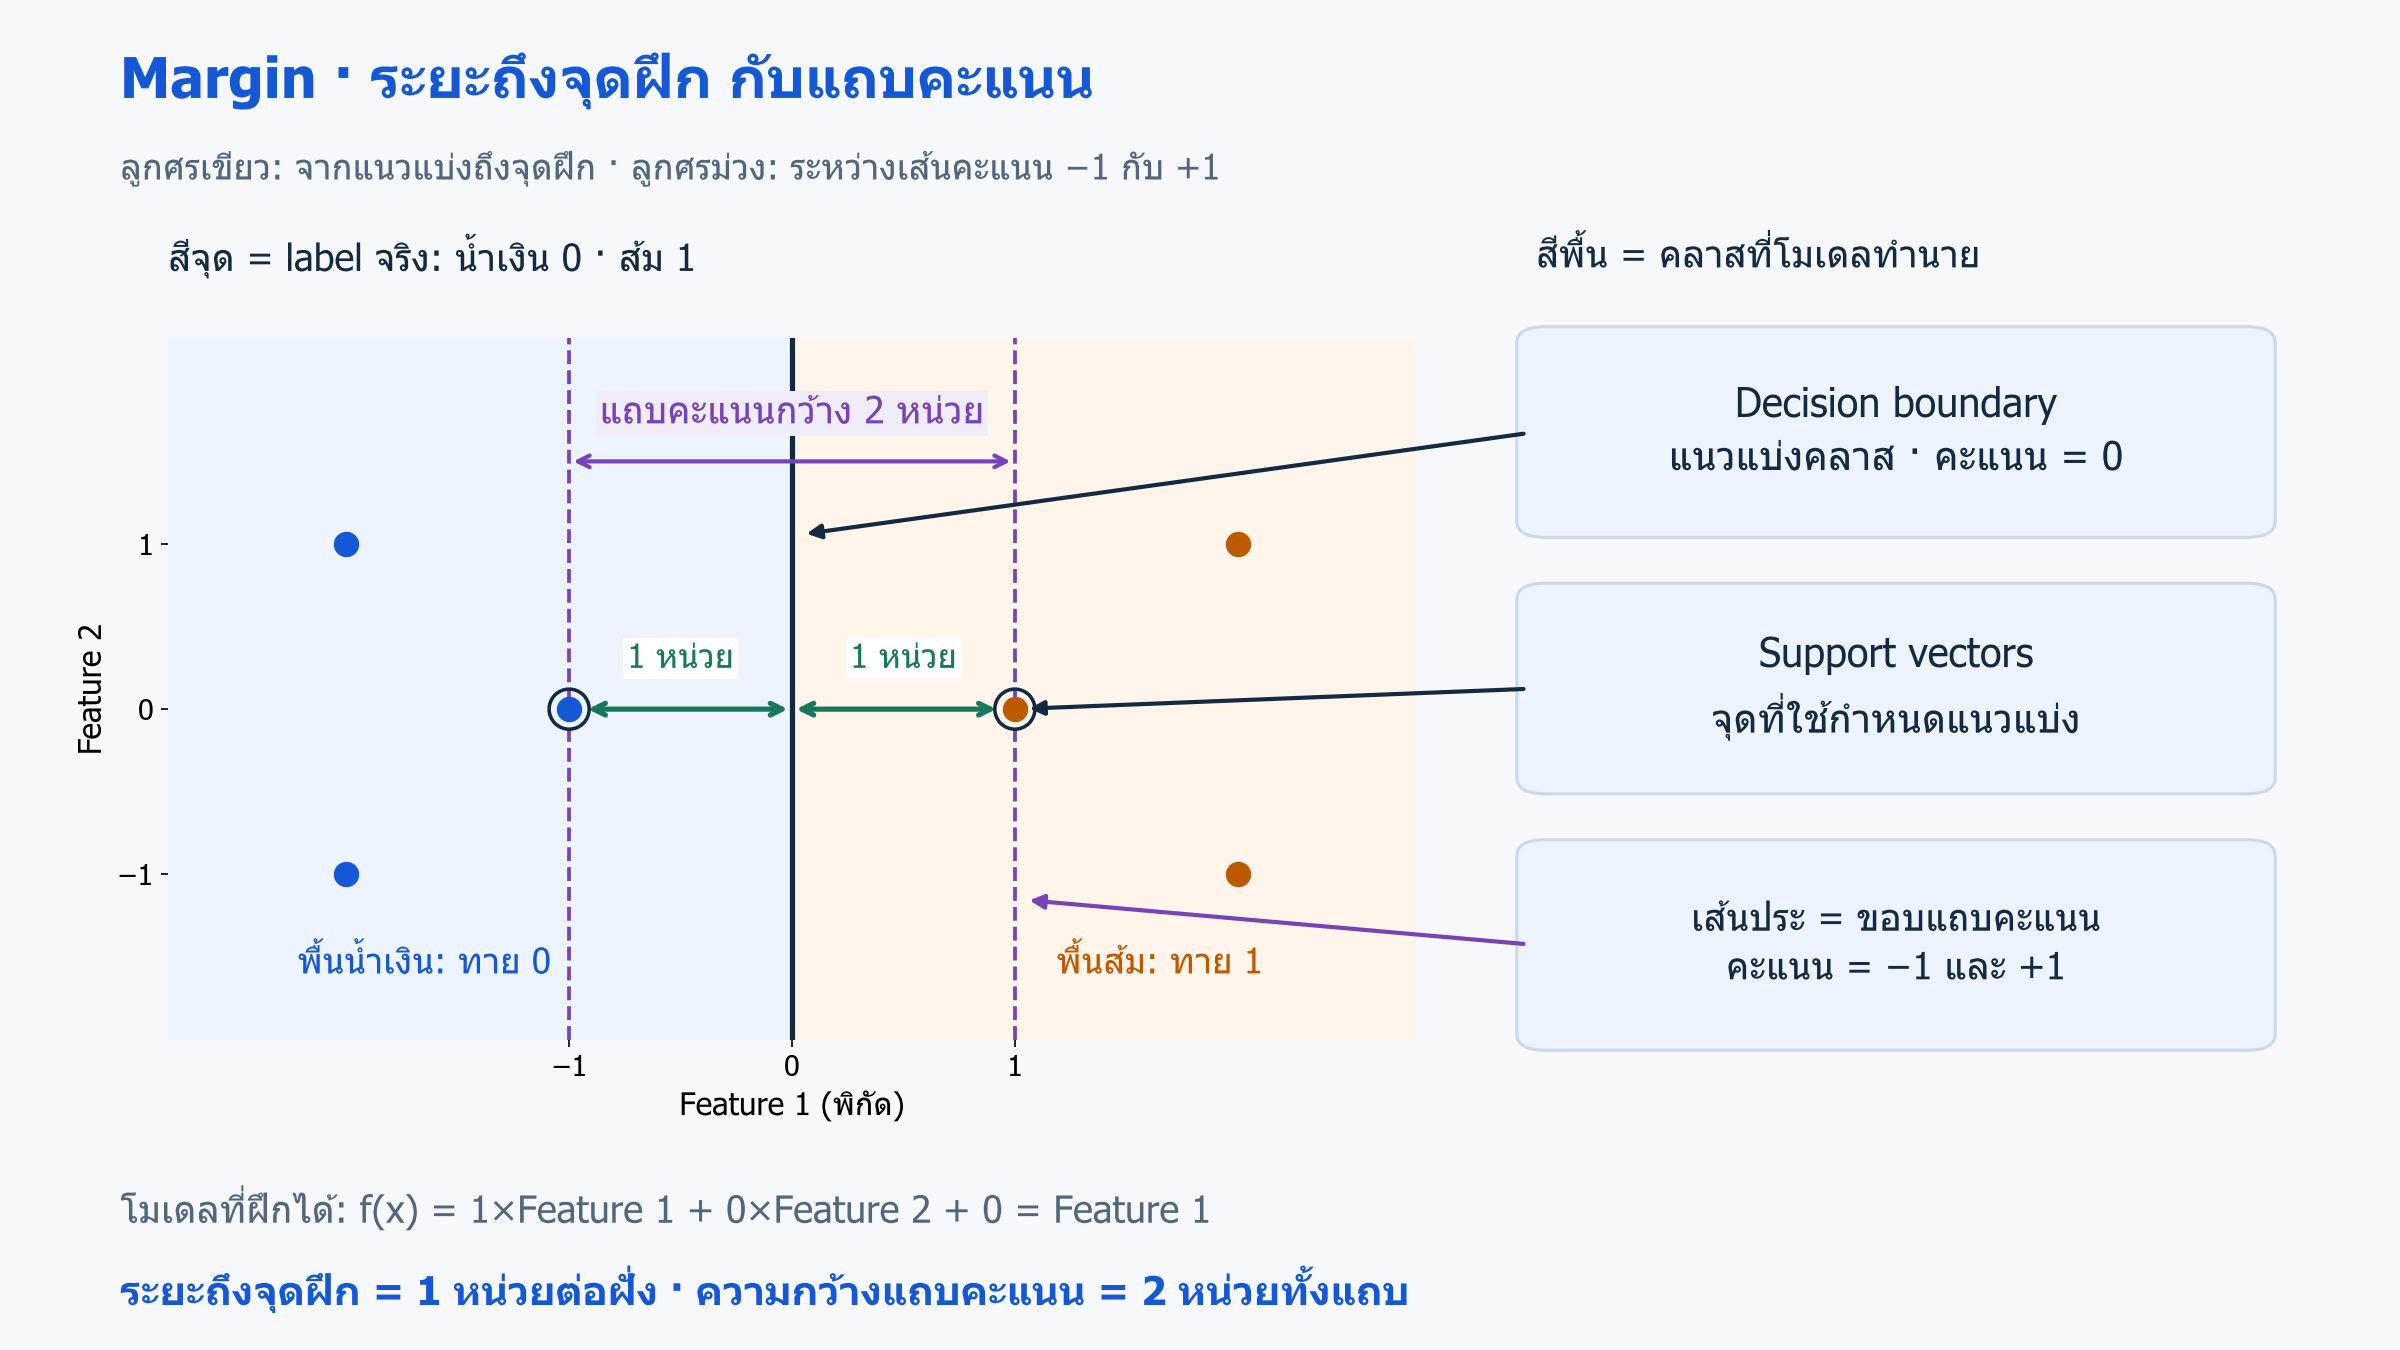 Margin · ระยะถึงจุดฝึก กับแถบคะแนน
ลูกศรเขียว: จากแนวแบ่งถึงจุดฝึก · ลูกศรม่วง: ระหว่างเส้นคะแนน −1 กับ +1
สีจุด = label จริง: น้ำเงิน 0 · ส้ม 1
สีพื้น = คลาสที่โมเดลทำนาย
แถบคะแนนกว้าง 2 หน่วย
Decision boundary
แนวแบ่งคลาส · คะแนน = 0
1
1 หน่วย
1 หน่วย
Support vectors
จุดที่ใช้กำหนดแนวแบ่ง
0
Feature 2
−1
พื้นน้ำเงิน: ทาย 0
พื้นส้ม: ทาย 1
เส้นประ = ขอบแถบคะแนน
คะแนน = −1 และ +1
−1
0
1
Feature 1 (พิกัด)
โมเดลที่ฝึกได้: f(x) = 1×Feature 1 + 0×Feature 2 + 0 = Feature 1
ระยะถึงจุดฝึก = 1 หน่วยต่อฝั่ง · ความกว้างแถบคะแนน = 2 หน่วยทั้งแถบ